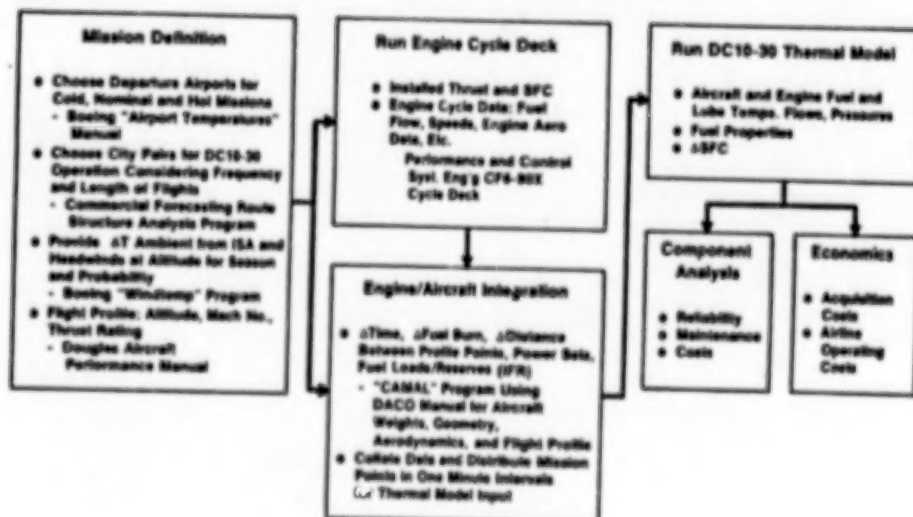 Mission Definition
• Choose Departure Airports for
Cold, Nominal and Hot Missions
- Boeing "Airport Temperatures"
Manual
• Choose City Pairs for DC10-30
Operation Considering Frequency
and Length of Flights
- Commercial Forecasting Route
Structure Analysis Program
• Provide ΔT Ambient from ISA and
Headwinds at Altitude for Season
and Probability
- Boeing "Windtemp" Program
• Flight Profile: Altitude, Mach No.,
Thrust Rating
- Douglas Aircraft
Performance Manual
Run Engine Cycle Deck
• Installed Thrust and SFC
• Engine Cycle Data: Fuel
Flow, Speeds, Engine Aero
Data, Etc.
Performance and Control
Syst. Eng'g CF6-80X
Cycle Deck
Engine/Aircraft Integration
• ΔTime, ΔFuel Burn, ΔDistance
Between Profile Points, Power Sets,
Fuel Loads/Reserves (IFR)
- "CAMAL" Program Using
DACO Manual for Aircraft
Weights, Geometry,
Aerodynamics, and Flight Profile
• Collate Data and Distribute Mission
Points in One Minute Intervals
for Thermal Model Input
Run DC10-30 Thermal Model
• Aircraft and Engine Fuel and
Lube Temps. Flows, Pressures
• Fuel Properties
• ΔSFC
Component
Analysis
• Reliability
• Maintenance
• Costs
Economics
• Acquisition
Costs
• Airline
Operating
Costs